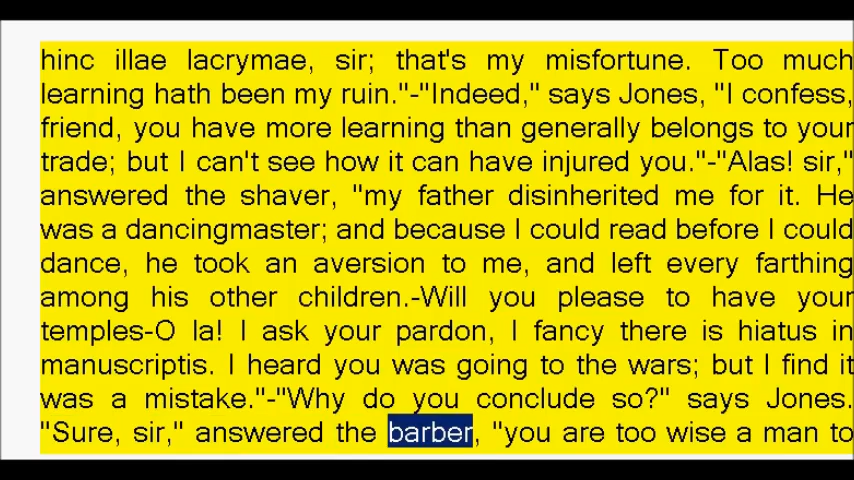 hinc illae lacrymae, sir; that's my misfortune. Too much
learning hath been my ruin."-"Indeed," says Jones, "I confess,
friend, you have more learning than generally belongs to your
trade; but I can't see how it can have injured you."-"Alas! sir,"
answered the shaver, "my father disinherited me for it. He
was a dancingmaster; and because I could read before I could
dance, he took an aversion to me, and left every farthing
among his other children.-Will you please to have your
temples-O la! I ask your pardon, I fancy there is hiatus in
manuscriptis. I heard you was going to the wars; but I find it
was a mistake."-"Why do you conclude so?" says Jones.
"Sure, sir," answered the barber, "you are too wise a man to